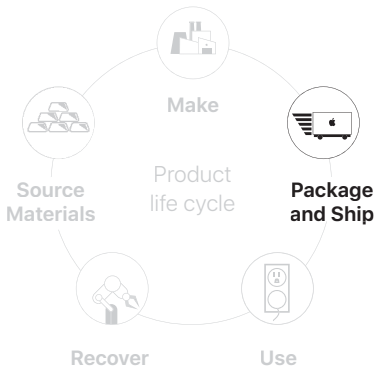 Make
Product
life cycle
Source
Materials
Package
and Ship
Recover
Use